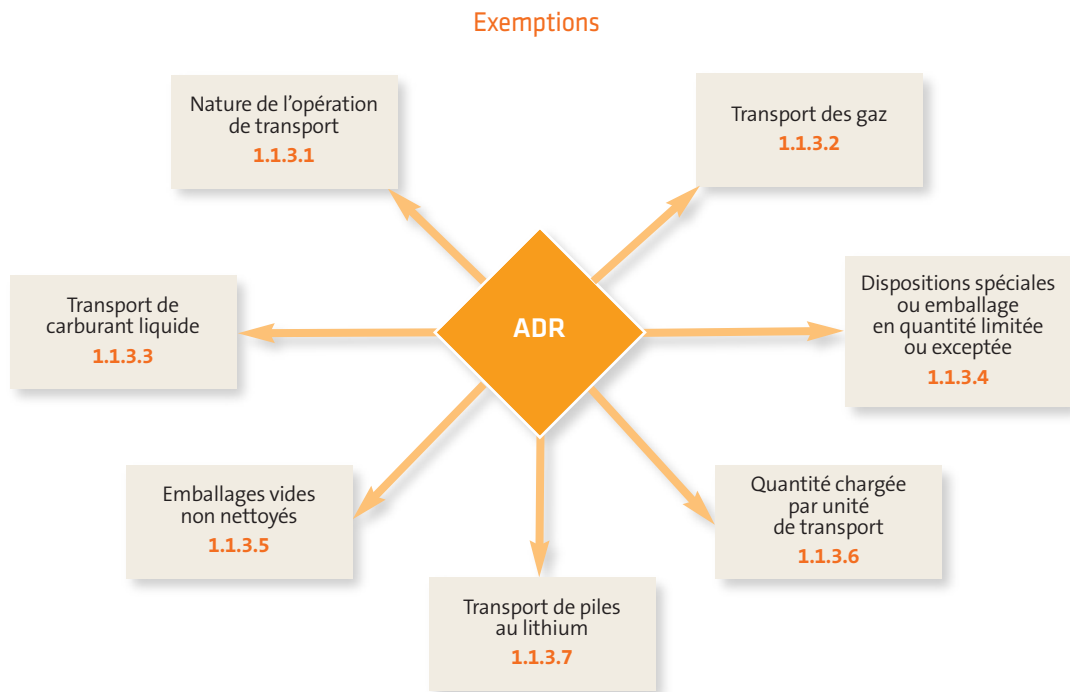 Exemptions
Nature de l’opération
de transport
1.1.3.1
Transport des gaz
1.1.3.2
Transport de
carburant liquide
1.1.3.3
ADR
Dispositions spéciales
ou emballage
en quantité limitée
ou exceptée
1.1.3.4
Emballages vides
non nettoyés
1.1.3.5
Quantité chargée
par unité
de transport
1.1.3.6
Transport de piles
au lithium
1.1.3.7